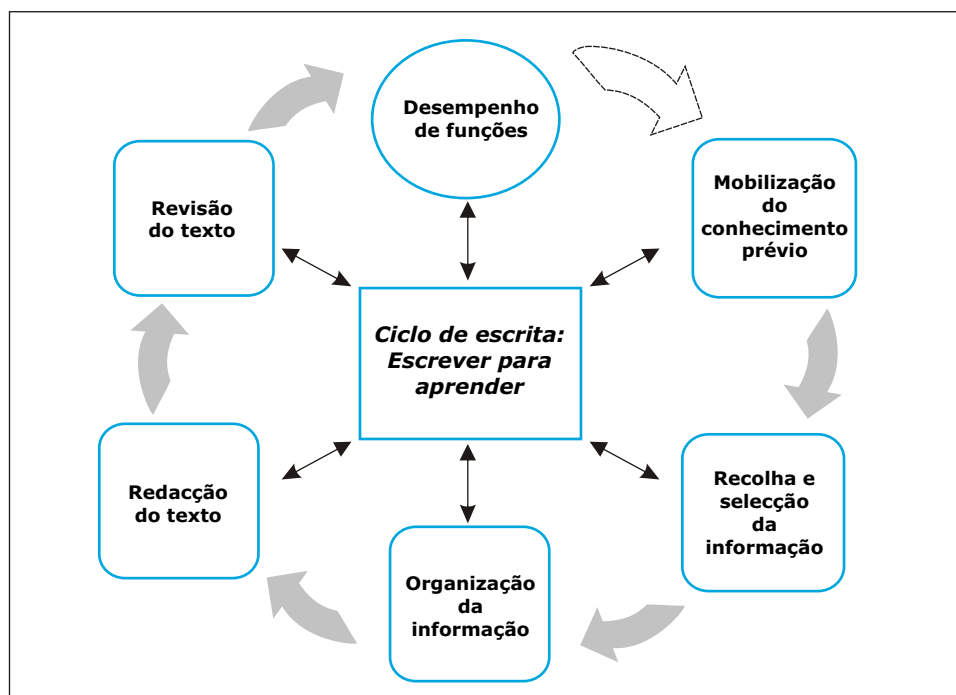 Desempenho
de funções
Mobilização
do
conhecimento
prévio
Recolha e
selecção
da
informação
Organização
da
informação
Redacção
do texto
Revisão
do texto
Ciclo de escrita:
Escrever para
aprender